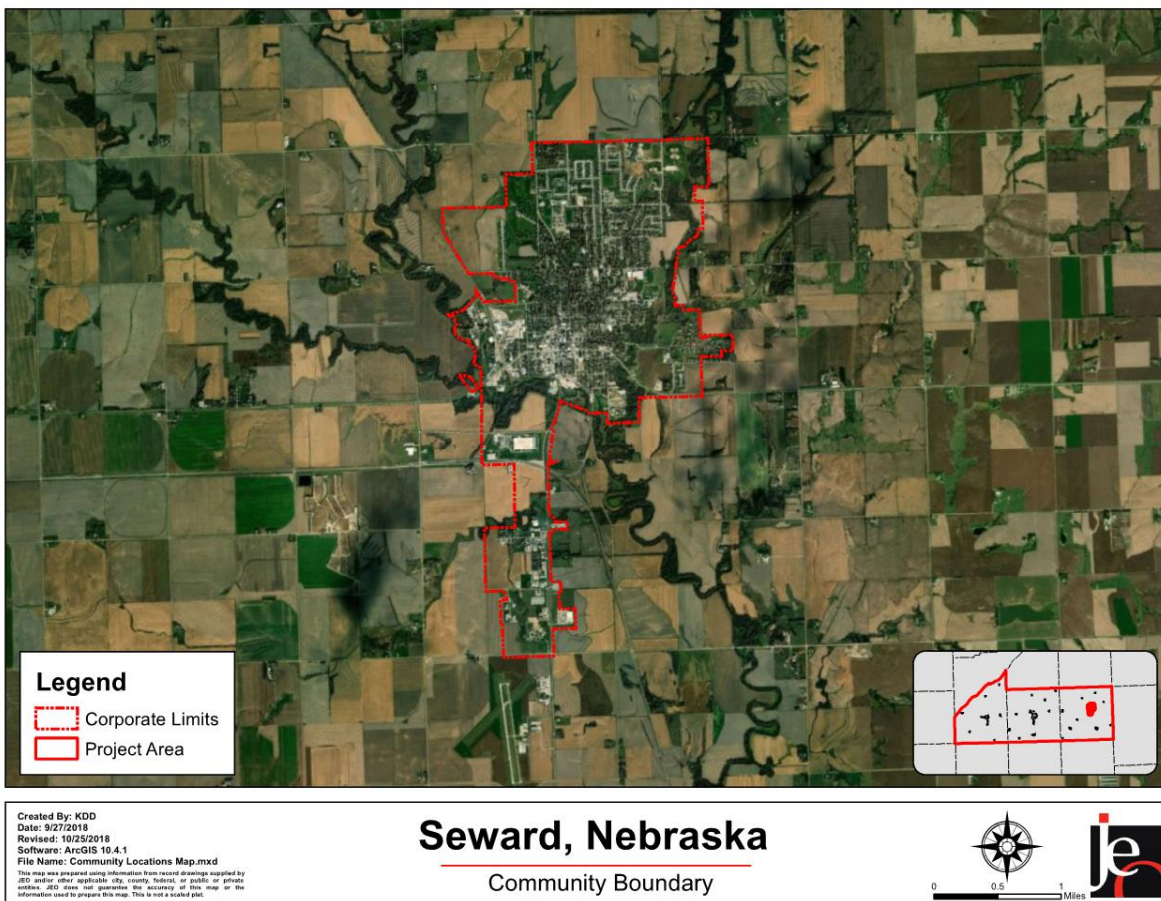 Legend
Corporate Limits
Project Area
Created By: KDD
Date: 9/27/2018
Revised: 10/25/2018
Software: ArcGIS 10.4.1
File Name: Community Locations Map.mxd
This map was prepared using information from record drawings supplied by
JEO and/or other applicable city, county, federal, or public or private
entities. JEO does not guarantee the accuracy of this map or the
information used to prepare this map. This is not a scaled plat.
Seward, Nebraska
Community Boundary
0 0.5 1
Miles
jeo